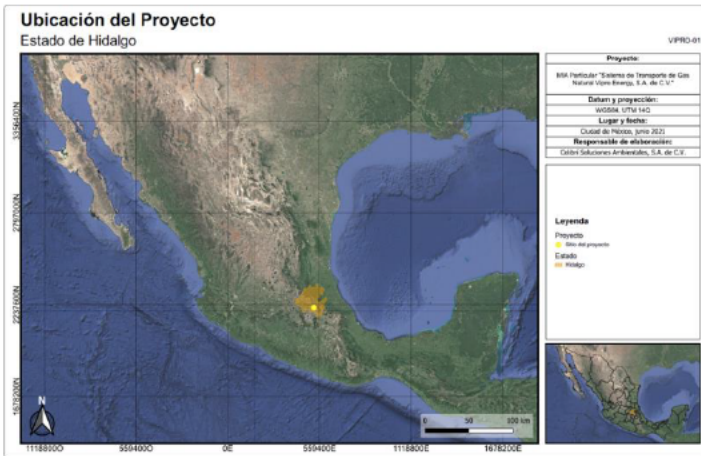 Ubicación del Proyecto
Estado de Hidalgo
VIPRO-01
Proyecto:
MIA Particular "Sistema de Transporte de Gas
Natural Vipro Energy, S.A. de C.V."
Datum y proyección:
WGS84, UTM 14Q
Lugar y fecha:
Ciudad de México, junio 2021
Responsable de elaboración:
Colibrí Soluciones Ambientales, S.A. de C.V.
Leyenda
Proyecto
Sitio del proyecto
Estado
Hidalgo
3356400N
2797000N
2237600N
1678200N
N
0 50 100 km
1118800O
559400O
0E
559400E
1118800E
1678200E